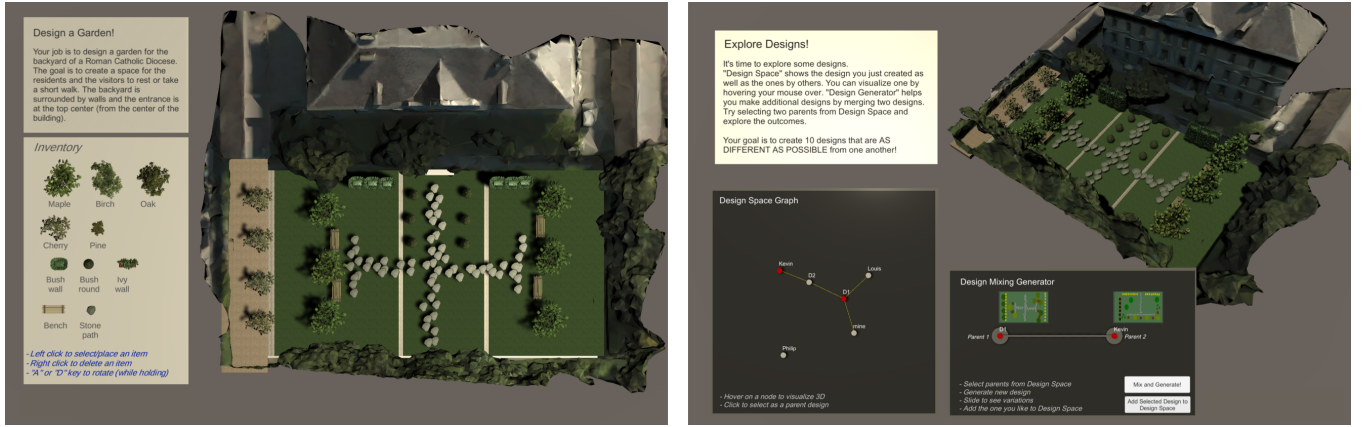 Design a Garden!
Your job is to design a garden for the
backyard of a Roman Catholic Diocese.
The goal is to create a space for the
residents and the visitors to rest or take
a short walk. The backyard is
surrounded by walls and the entrance is
at the top center (from the center of the
building).
Inventory
Maple Birch Oak
Cherry Pine
Bush wall
Bush round
Ivy wall
Bench
Stone path
- Left click to select/place an item
- Right click to delete an item
- "A" or "D" key to rotate (while holding)
Explore Designs!
It's time to explore some designs.
"Design Space" shows the design you just created as
well as the ones by others. You can visualize one by
hovering your mouse over. "Design Generator" helps
you make additional designs by merging two designs.
Try selecting two parents from Design Space and
explore the outcomes.
Your goal is to create 10 designs that are AS
DIFFERENT AS POSSIBLE from one another!
Design Space Graph
Kevin
D2
Louis
D1
mine
Philip
- Hover on a node to visualize 3D
- Click to select as a parent design
Design Mixing Generator
D1 Kevin
Parent 1 Parent 2
- Select parents from Design Space
- Generate new design
- Slide to see variations
- Add the one you like to Design Space
Mix and Generate!
Add Selected Design to
Design Space